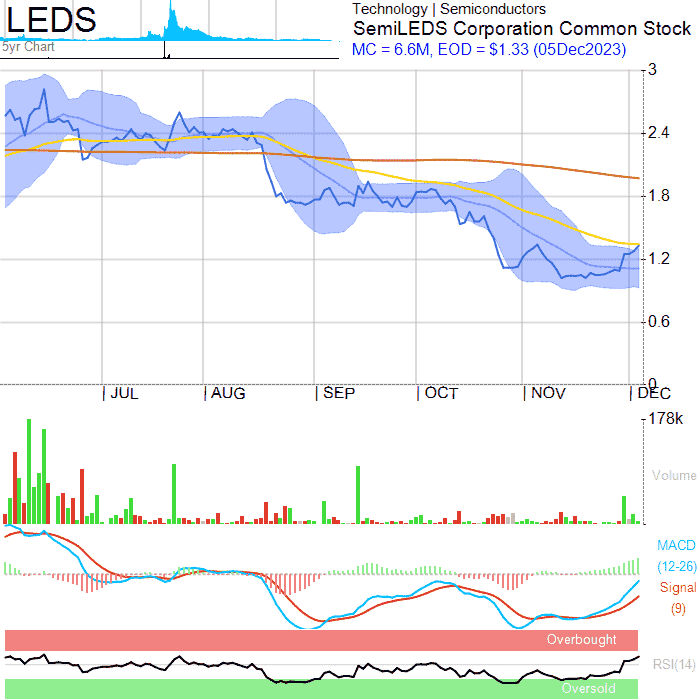 LEDS
Technology | Semiconductors
SemiLEDS Corporation Common Stock
MC = 6.6M, EOD = $1.33 (05Dec2023)
5yr Chart
3
2.4
1.8
1.2
0.6
0
JUL AUG SEP OCT NOV DEC
178k
Volume
MACD
(12-26)
Signal
(9)
Overbought
RSI(14)
Oversold